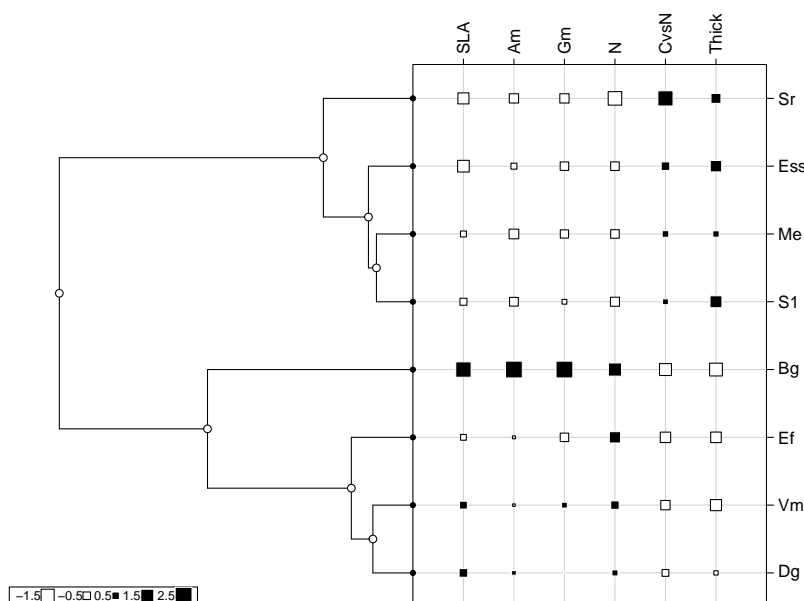 SLA Am Gm N CvsN Thick
Sr
Ess
Me
S1
Bg
Ef
Vm
Dg
−1.5 −0.5 0.5 1.5 2.5